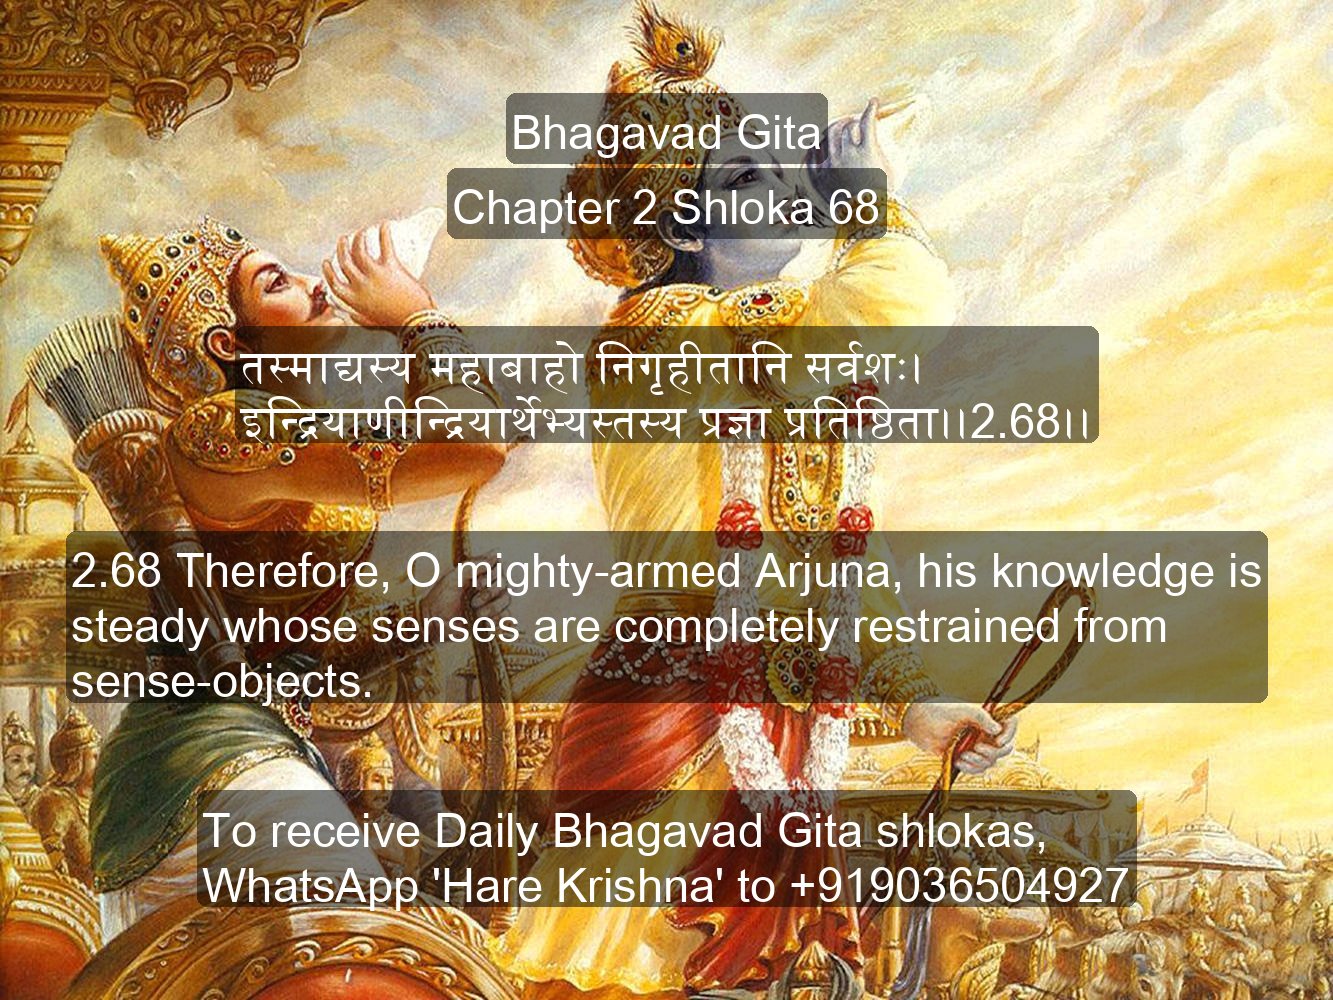 Bhagavad Gita
Chapter 2 Shloka 68
तस्माद्यस्य महाबाहो निगृहीतानि सर्वशः।
इन्द्रियाणीन्द्रियार्थेभ्यस्तस्य प्रज्ञा प्रतिष्ठिता।।2.68।।
2.68 Therefore, O mighty-armed Arjuna, his knowledge is
steady whose senses are completely restrained from
sense-objects.
To receive Daily Bhagavad Gita shlokas,
WhatsApp 'Hare Krishna' to +919036504927.